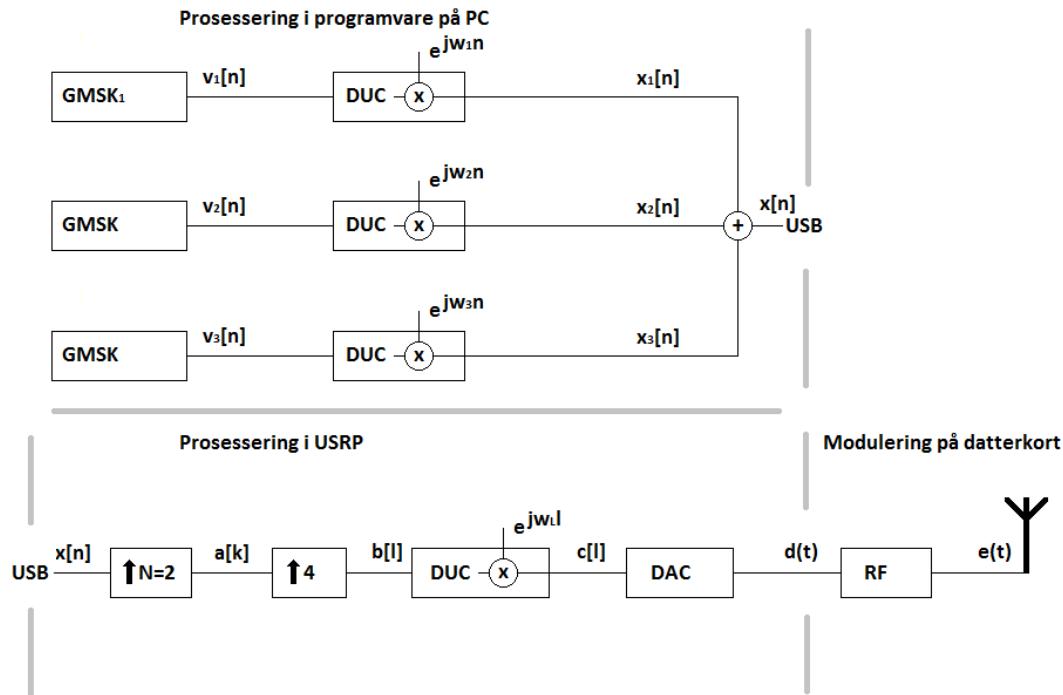 Prosessering i programvare på PC
e^jw₁n
GMSK₁
v₁[n]
DUC
x
x₁[n]
e^jw₂n
GMSK
v₂[n]
DUC
x
x₂[n]
+
x[n]
USB
e^jw₃n
GMSK
v₃[n]
DUC
x
x₃[n]
Prosessering i USRP
Modulering på datterkort
e^jwʟl
USB
x[n]
↑N=2
a[k]
↑4
b[l]
DUC
x
c[l]
DAC
d(t)
RF
e(t)